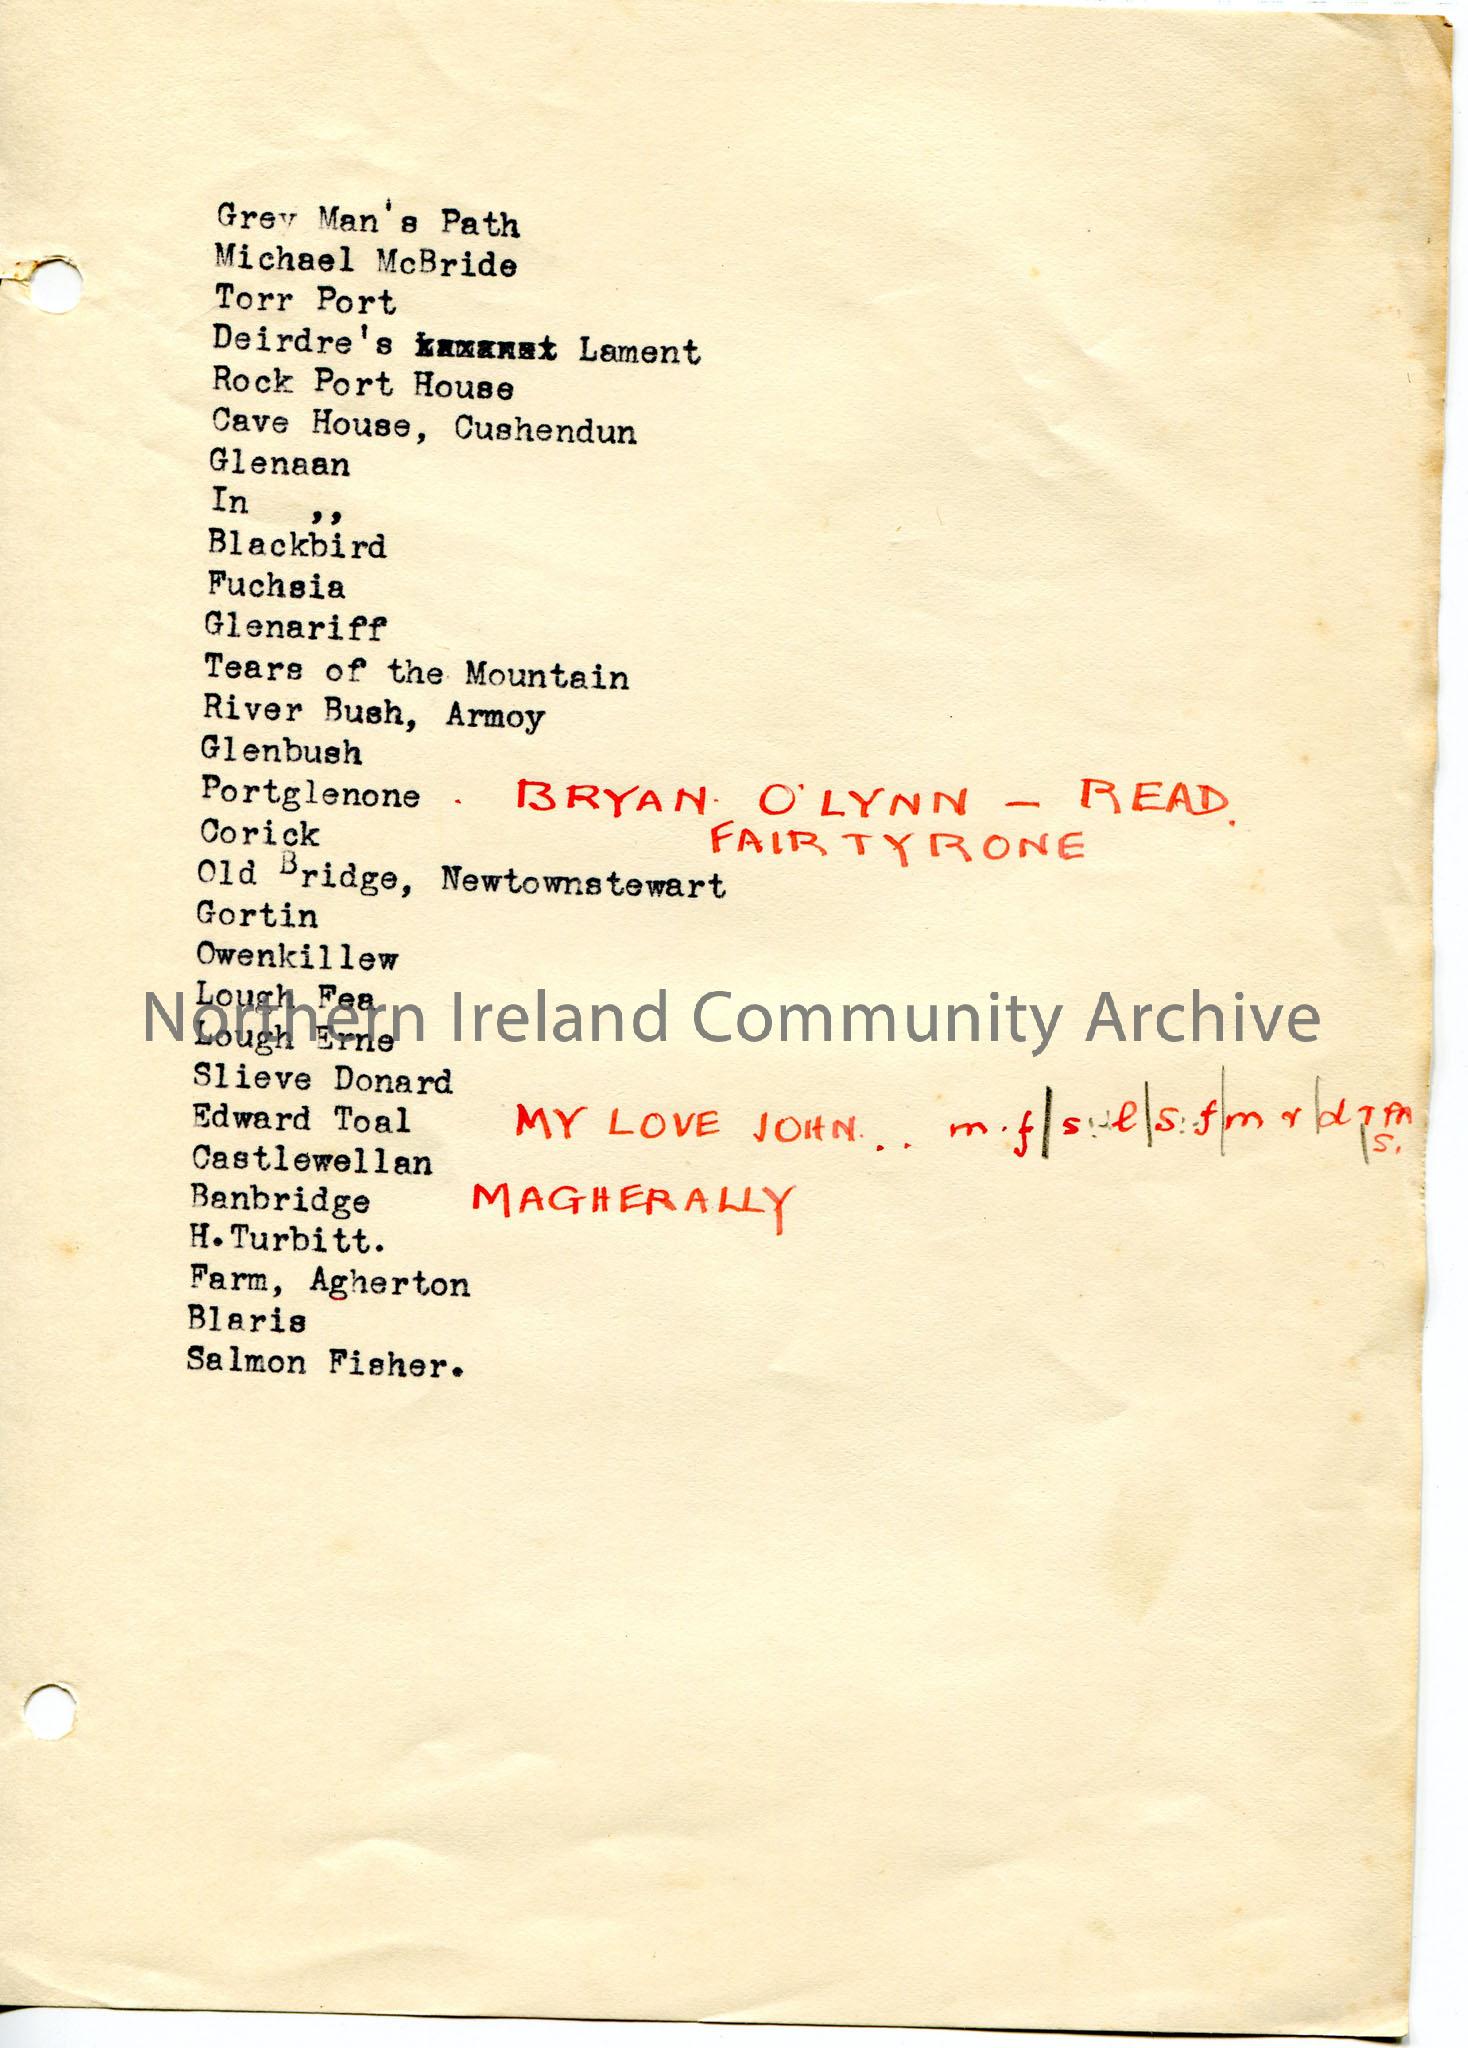 Grey Man's Path
Michael McBride
Torr Port
Deirdre's Lament
Rock Port House
Cave House, Cushendun
Glenaan
In ,,
Blackbird
Fuchsia
Glenariff
Tears of the Mountain
River Bush, Armoy
Glenbush
Portglenone . BRYAN O'LYNN — READ.
Corick FAIR TYRONE
Old Bridge, Newtownstewart
Gortin
Owenkillew
Lough Fea
Northern Ireland Community Archive
Lough Erne
Slieve Donard
Edward Toal MY LOVE JOHN . . m . f | s : l | s : f | m r | d
Castlewellan
Banbridge MAGHERALLY
H.Turbitt.
Farm, Agherton
Blaris
Salmon Fisher.